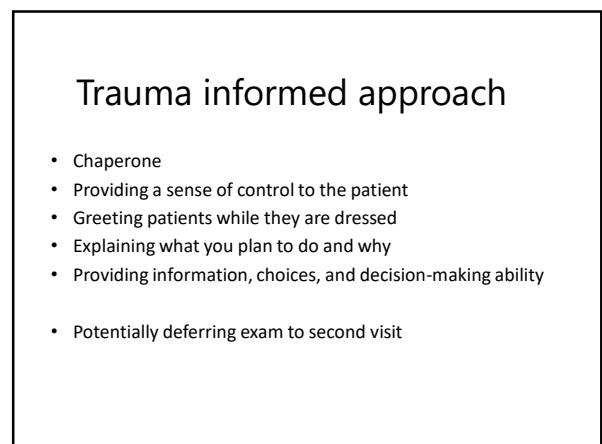 Trauma informed approach
• Chaperone
• Providing a sense of control to the patient
• Greeting patients while they are dressed
• Explaining what you plan to do and why
• Providing information, choices, and decision-making ability
• Potentially deferring exam to second visit